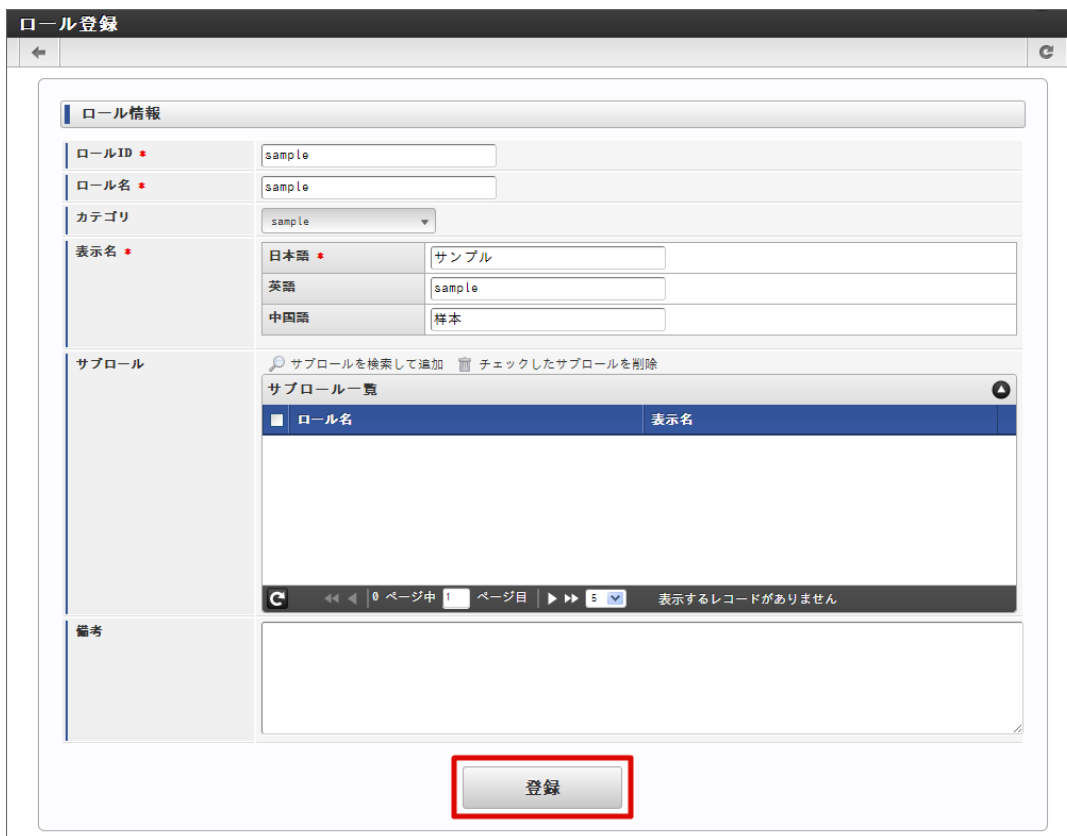 ロール登録
ロール情報
ロールID *
sample
ロール名 *
sample
カテゴリ
sample
表示名 *
日本語 *
サンプル
英語
sample
中国語
样本
サブロール
サブロールを検索して追加 チェックしたサブロールを削除
サブロール一覧
ロール名 表示名
0 ページ中 1 ページ目 5 表示するレコードがありません
備考
登録